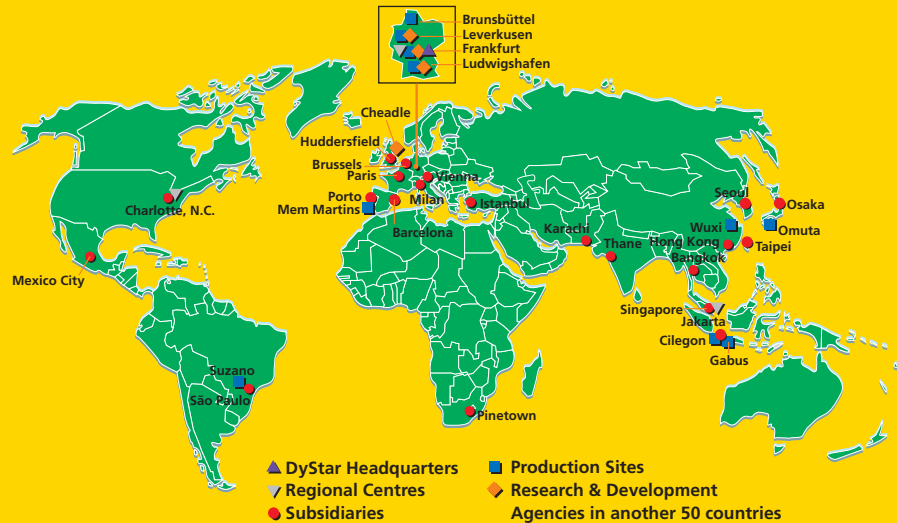 Brunsbüttel
Leverkusen
Frankfurt
Ludwigshafen
Cheadle
Huddersfield
Brussels
Paris
Vienna
Porto
Milan
Istanbul
Mem Martins
Barcelona
Charlotte, N.C.
Mexico City
Karachi
Thane
Seoul
Osaka
Wuxi
Omuta
Hong Kong
Taipei
Bangkok
Singapore
Jakarta
Cilegon
Gabus
Suzano
São Paulo
Pinetown
DyStar Headquarters
Production Sites
Regional Centres
Research & Development
Subsidiaries
Agencies in another 50 countries